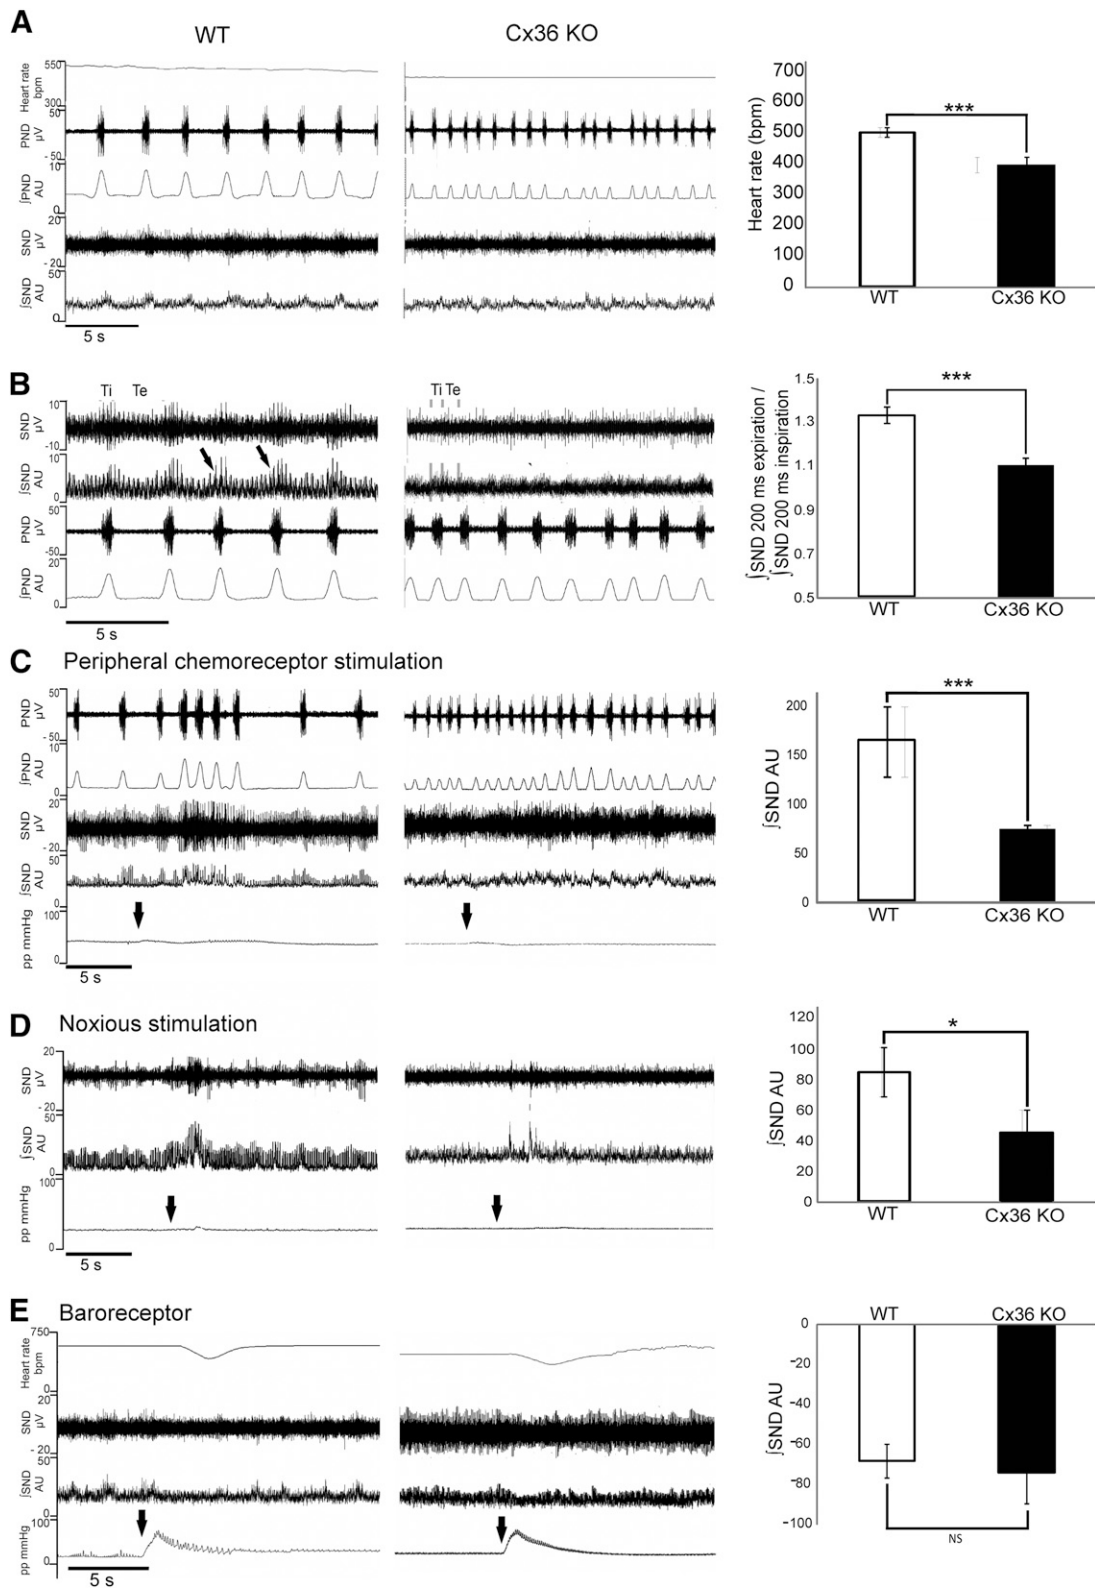 A
WT
Cx36 KO
550
Heart rate
bpm
300
50
PND
µV
- 50
10
∫PND
AU
0
20
SND
µV
- 20
50
∫SND
AU
0
5 s
700
600
500
400
300
200
100
0
Heart rate (bpm)
***
WT
Cx36 KO
B
Ti Te
Ti Te
10
SND
µV
-10
20
∫SND
AU
0
50
PND
µV
-50
20
∫PND
AU
0
5 s
1.5
1.3
1.1
0.9
0.7
0.5
∫SND 200 ms expiration /
∫SND 200 ms inspiration
***
WT
Cx36 KO
C
Peripheral chemoreceptor stimulation
50
PND
µV
- 50
10
∫PND
AU
0
20
SND
µV
- 20
50
∫SND
AU
0
100
pp mmHg
0
5 s
200
150
100
50
0
∫SND AU
***
WT
Cx36 KO
D
Noxious stimulation
20
SND
µV
- 20
50
∫SND
AU
0
100
pp mmHg
0
5 s
120
100
80
60
40
20
0
∫SND AU
*
WT
Cx36 KO
E
Baroreceptor
750
Heart rate
bpm
0
20
SND
µV
- 20
50
∫SND
AU
0
100
pp mmHg
0
5 s
WT
Cx36 KO
0
-20
-40
-60
-80
-100
∫SND AU
NS